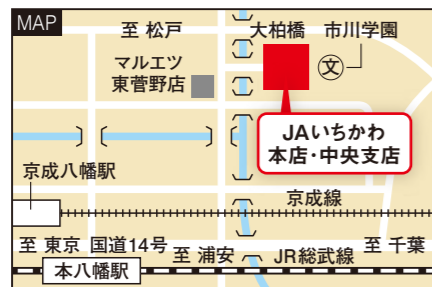 MAP
至 松戸
大柏橋
市川学園
マルエツ
東菅野店
文
JAいちかわ
本店・中央支店
京成八幡駅
京成線
至 東京
国道14号
至 浦安
JR総武線
至 千葉
本八幡駅